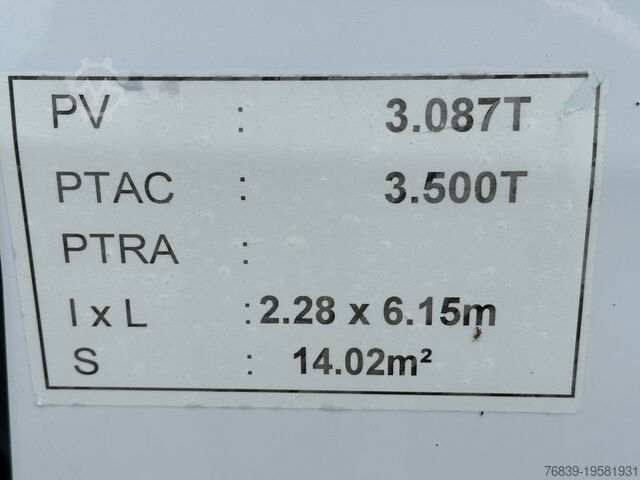 PV : 3.087T
PTAC : 3.500T
PTRA :
l x L : 2.28 x 6.15m
S : 14.02m²
76839-19581931